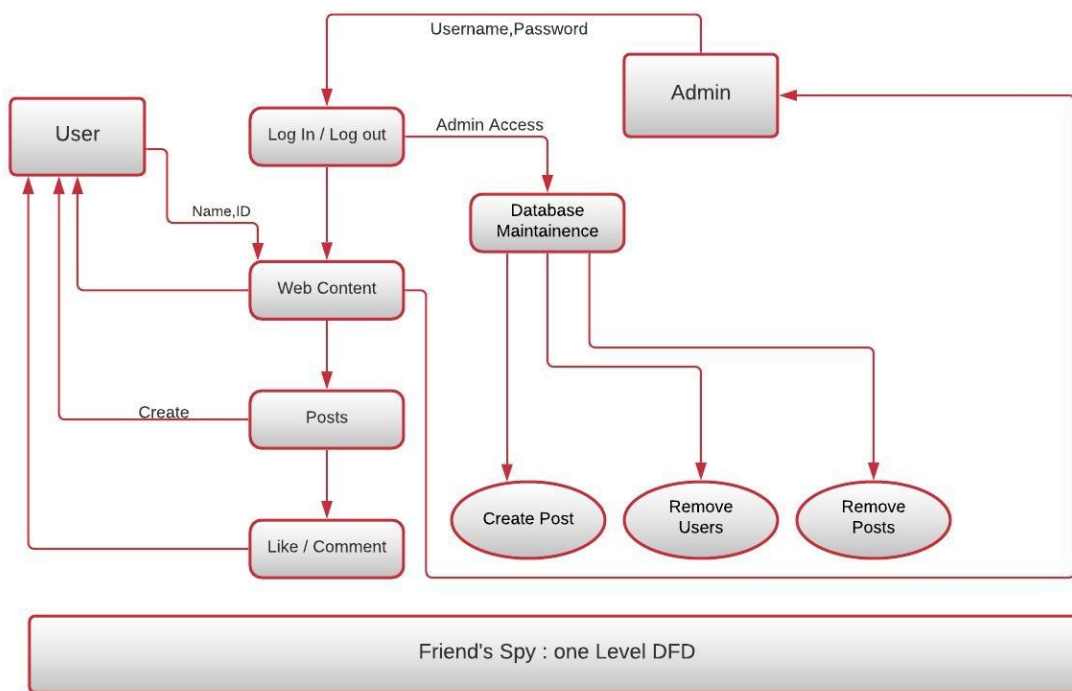 Username,Password
Admin
User
Log In / Log out
Admin Access
Name,ID
Database
Maintainence
Web Content
Create
Posts
Like / Comment
Create Post
Remove
Users
Remove
Posts
Friend's Spy : one Level DFD